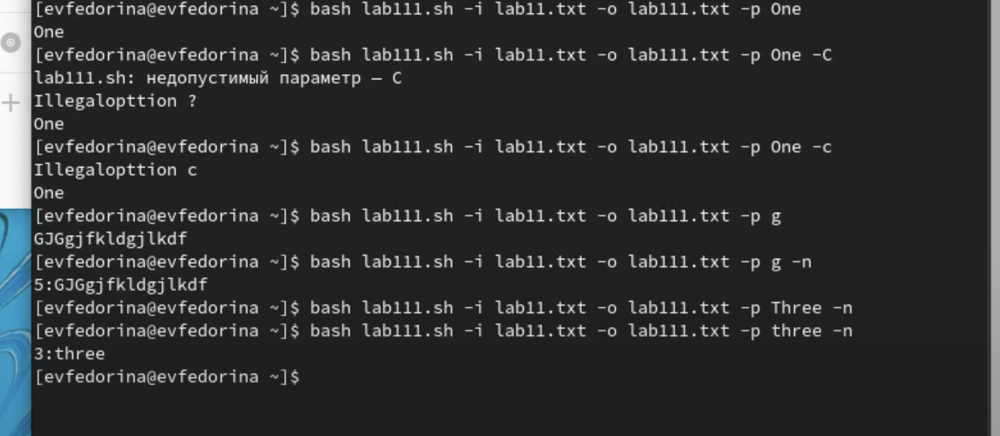 [evfedorina@evfedorina ~]$ bash lab111.sh -i lab11.txt -o lab111.txt -p One
One
[evfedorina@evfedorina ~]$ bash lab111.sh -i lab11.txt -o lab111.txt -p One -C
lab111.sh: недопустимый параметр — C
Illegalopttion ?
One
[evfedorina@evfedorina ~]$ bash lab111.sh -i lab11.txt -o lab111.txt -p One -c
Illegalopttion c
One
[evfedorina@evfedorina ~]$ bash lab111.sh -i lab11.txt -o lab111.txt -p g
GJGgjfkldgjlkdf
[evfedorina@evfedorina ~]$ bash lab111.sh -i lab11.txt -o lab111.txt -p g -n
5:GJGgjfkldgjlkdf
[evfedorina@evfedorina ~]$ bash lab111.sh -i lab11.txt -o lab111.txt -p Three -n
[evfedorina@evfedorina ~]$ bash lab111.sh -i lab11.txt -o lab111.txt -p three -n
3:three
[evfedorina@evfedorina ~]$